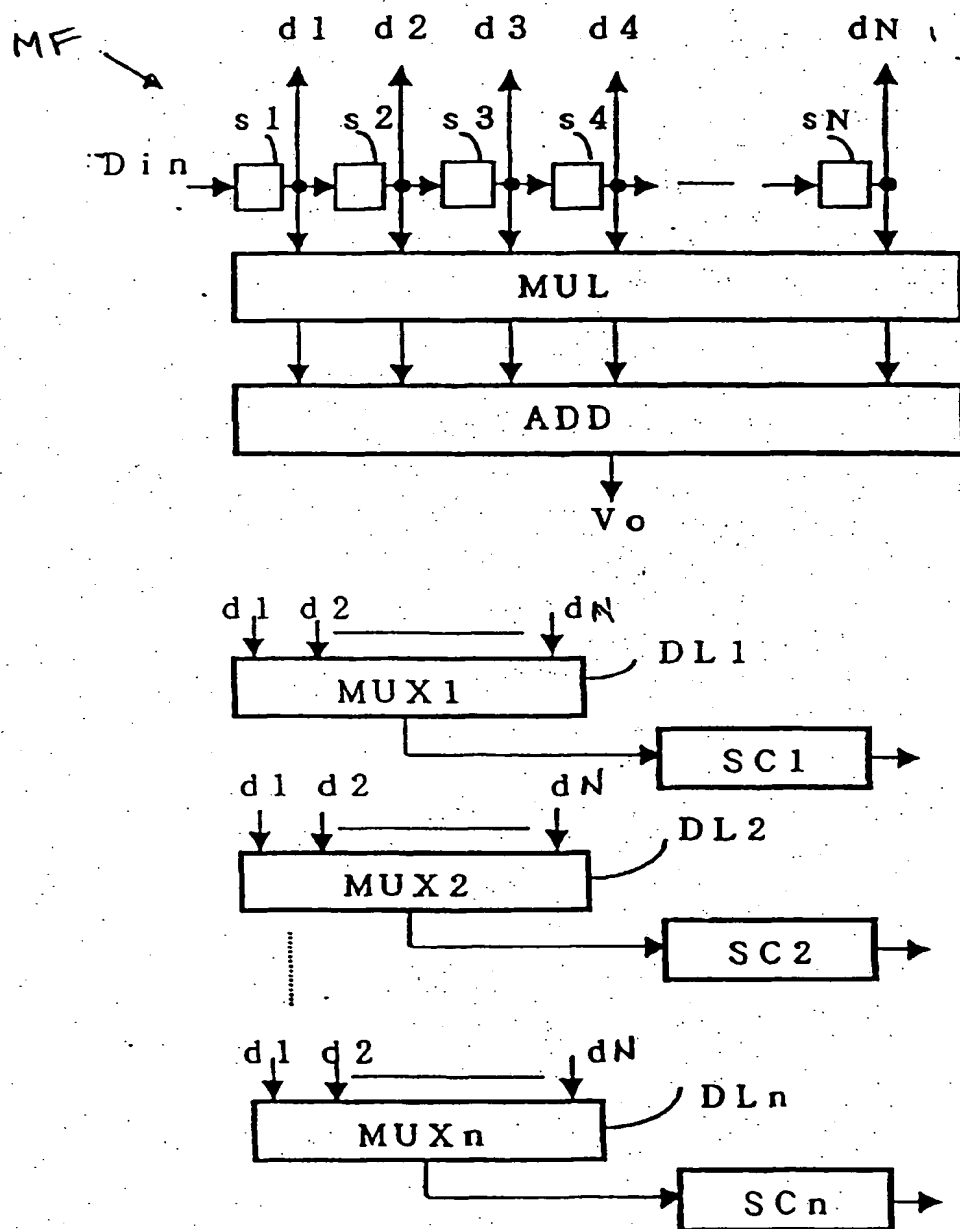 MF
d1 d2 d3 d4 dN
s1 s2 s3 s4 sN
Din
MUL
ADD
Vo
d1 d2 dN
DL1
MUX1
SC1
d1 d2 dN
DL2
MUX2
SC2
d1 d2 dN
DLn
MUXn
SCn